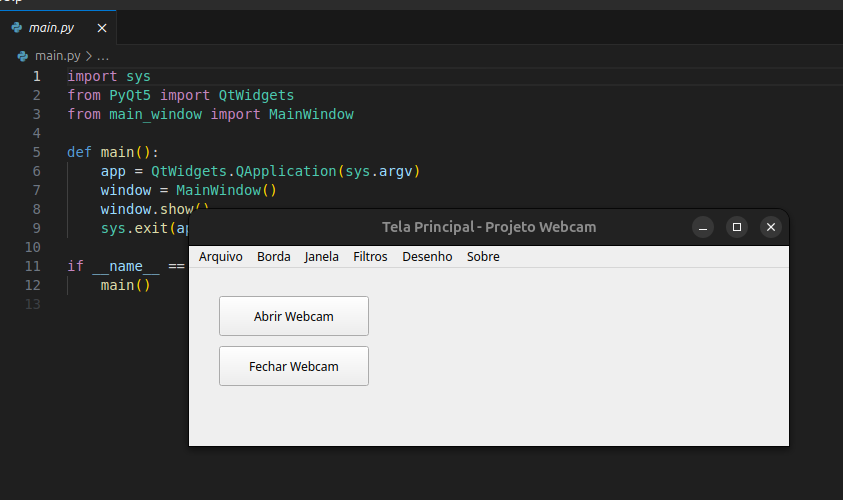 main.py
main.py > ...
1 import sys
2 from PyQt5 import QtWidgets
3 from main_window import MainWindow
4
5 def main():
6 app = QtWidgets.QApplication(sys.argv)
7 window = MainWindow()
8 window.show()
9 sys.exit(ap
10
11 if __name__ ==
12 main()
13
Tela Principal - Projeto Webcam
Arquivo Borda Janela Filtros Desenho Sobre
Abrir Webcam
Fechar Webcam